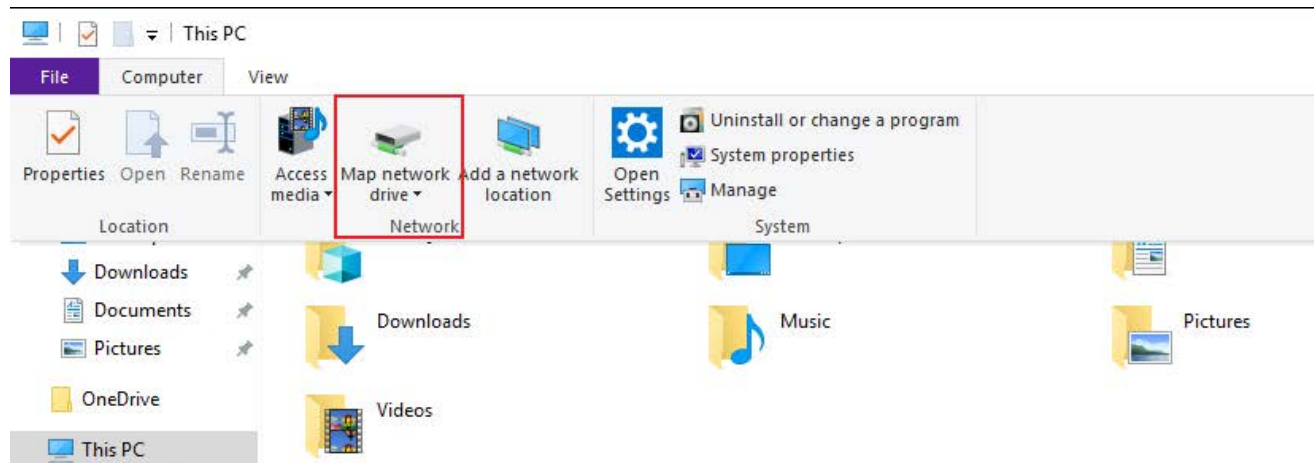 This PC
File Computer View
Properties Open Rename
Access media
Map network drive
Add a network location
Open Settings
Uninstall or change a program
System properties
Manage
Location Network System
Downloads
Documents
Pictures
OneDrive
This PC
Downloads Music Pictures
Videos